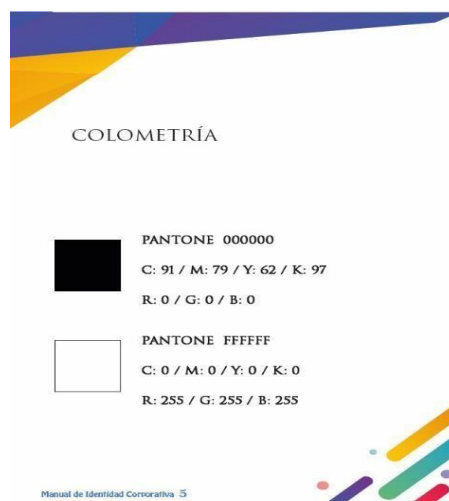 COLOMETRÍA
PANTONE 000000
C: 91 / M: 79 / Y: 62 / K: 97
R: 0 / G: 0 / B: 0
PANTONE FFFFFF
C: 0 / M: 0 / Y: 0 / K: 0
R: 255 / G: 255 / B: 255
Manual de Identidad Corporativa 5